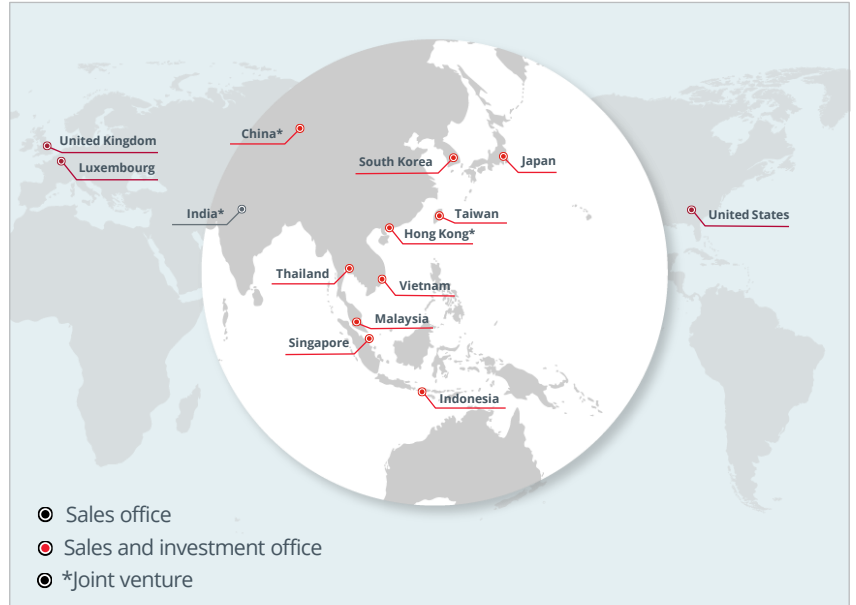 United Kingdom
Luxembourg
China*
South Korea
Japan
India*
Taiwan
Hong Kong*
United States
Thailand
Vietnam
Malaysia
Singapore
Indonesia
Sales office
Sales and investment office
*Joint venture